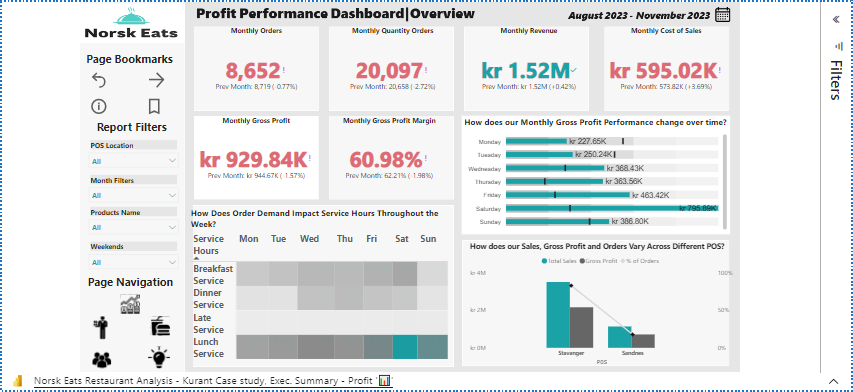 Norsk Eats
Page Bookmarks
Report Filters
POS Location
All
Month Filters
All
Products Name
All
Weekends
All
Page Navigation
Profit Performance Dashboard|Overview
August 2023 - November 2023
Monthly Orders
8,652!
Prev Month: 8,719 (-0.77%)
Monthly Quantity Orders
20,097!
Prev Month: 20,658 (-2.72%)
Monthly Revenue
kr 1.52M✓
Prev Month: kr 1.52M (+0.42%)
Monthly Cost of Sales
kr 595.02K!
Prev Month: 573.82K (+3.69%)
Monthly Gross Profit
kr 929.84K!
Prev Month: kr 944.67K (-1.57%)
Monthly Gross Profit Margin
60.98%!
Prev Month: 62.21% (-1.98%)
How does our Monthly Gross Profit Performance change over time?
Monday kr 227.65K
Tuesday kr 250.24K
Wednesday kr 368.43K
Thursday kr 363.56K
Friday kr 463.42K
Saturday kr 795.89K
Sunday kr 386.80K
How Does Order Demand Impact Service Hours Throughout the
Week?
Service Mon Tue Wed Thu Fri Sat Sun
Hours
Breakfast
Service
Dinner
Service
Late
Service
Lunch
Service
How does our Sales, Gross Profit and Orders Vary Across Different POS?
Total Sales Gross Profit % of Orders
kr 4M 100%
kr 2M 50%
kr 0M 0%
Stavanger Sandnes
POS
Filters
Norsk Eats Restaurant Analysis - Kurant Case study, Exec. Summary - Profit '📊'